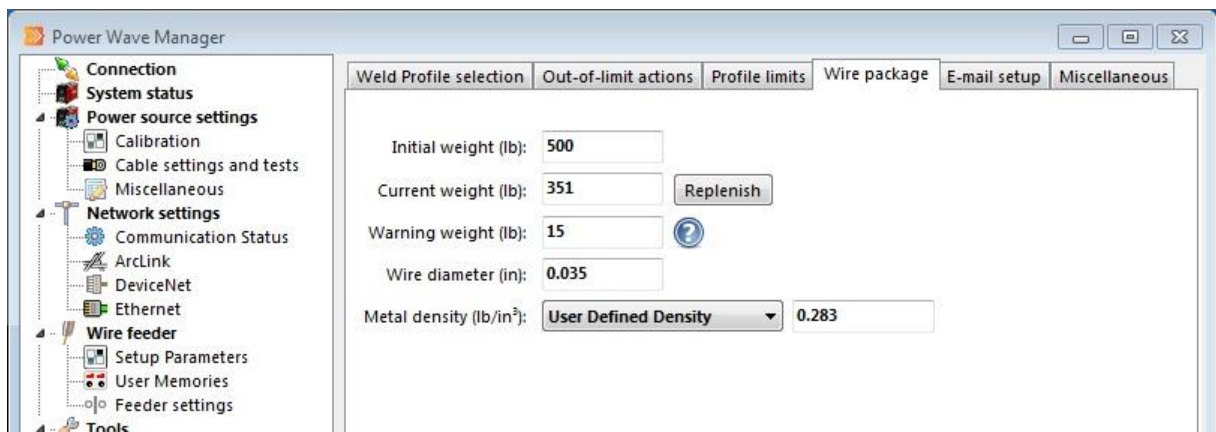 Power Wave Manager
Connection
System status
Power source settings
Calibration
Cable settings and tests
Miscellaneous
Network settings
Communication Status
ArcLink
DeviceNet
Ethernet
Wire feeder
Setup Parameters
User Memories
Feeder settings
Tools
Weld Profile selection Out-of-limit actions Profile limits Wire package E-mail setup Miscellaneous
Initial weight (lb): 500
Current weight (lb): 351 Replenish
Warning weight (lb): 15 ?
Wire diameter (in): 0.035
Metal density (lb/in³): User Defined Density 0.283